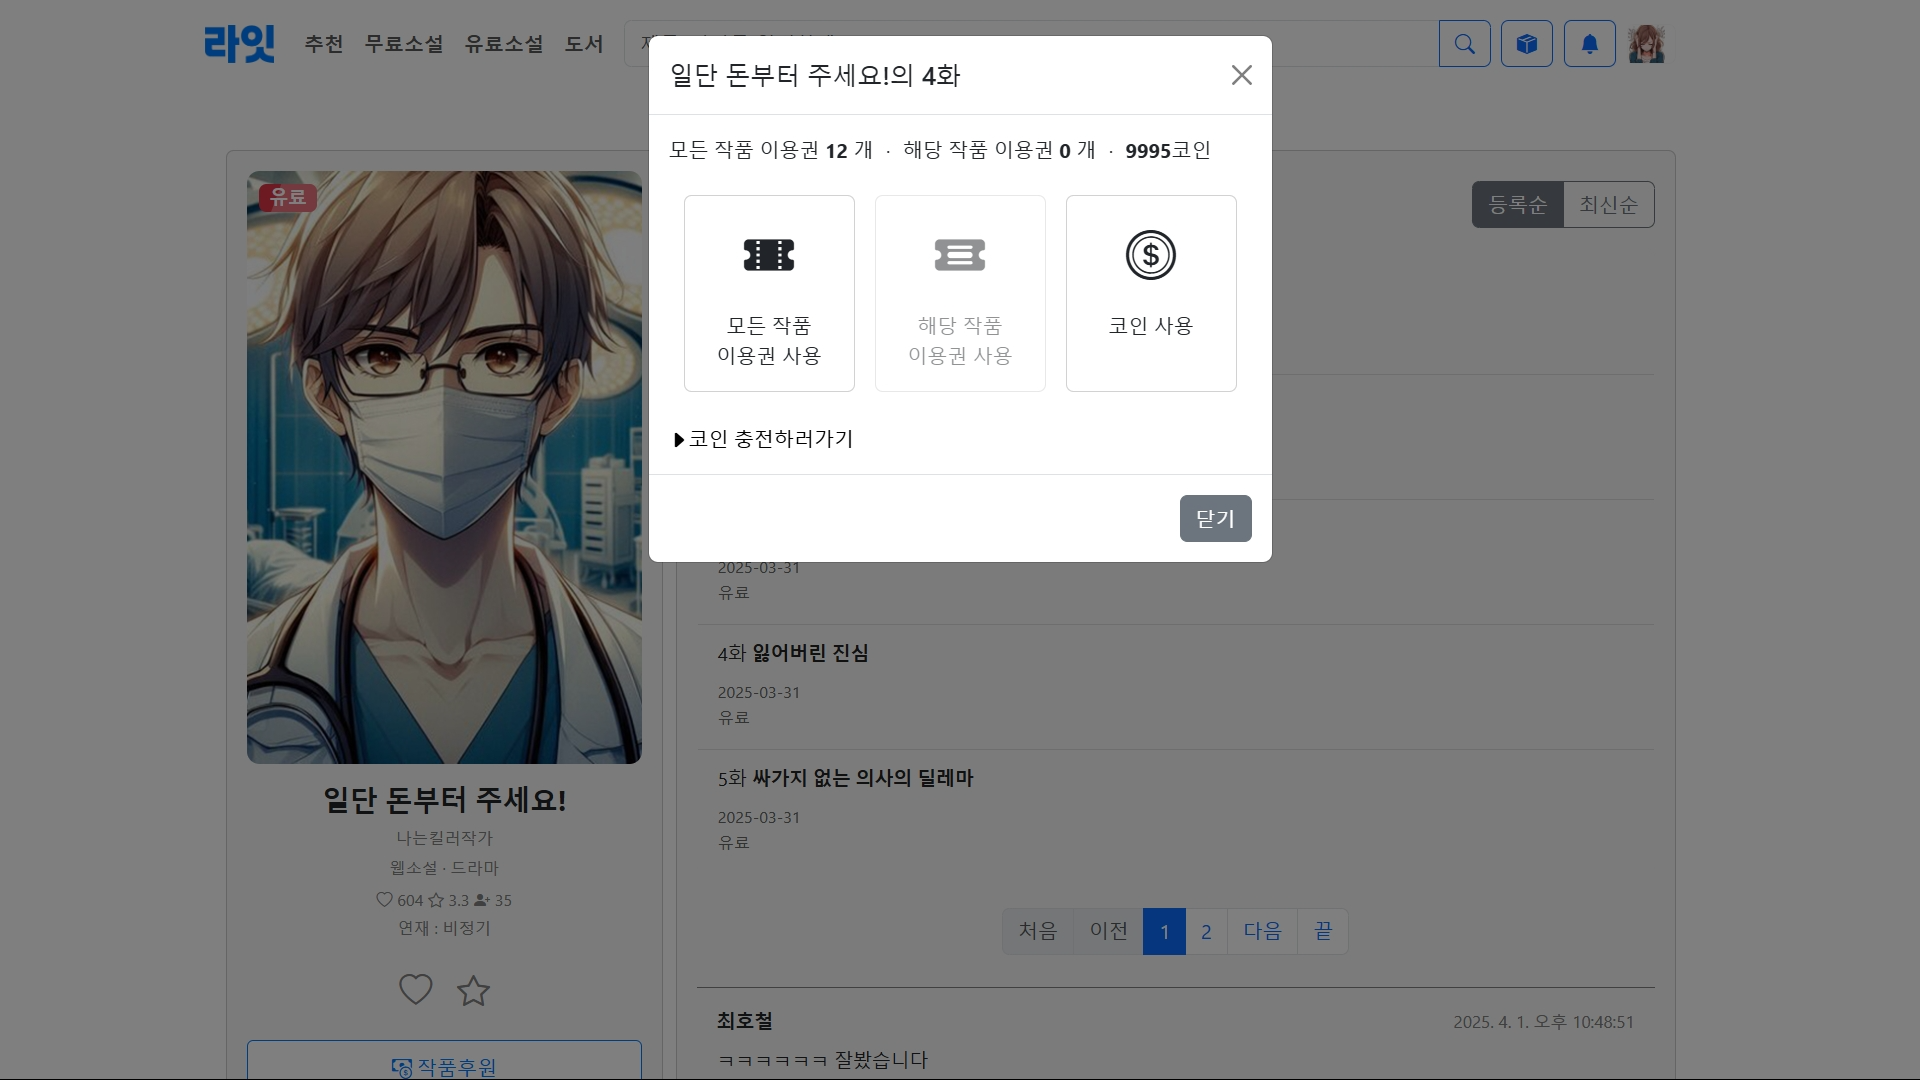 라잇
추천
무료소설
유료소설
도서
일단 돈부터 주세요!의 4화
모든 작품 이용권 12 개 · 해당 작품 이용권 0 개 · 9995코인
모든 작품
이용권 사용
해당 작품
이용권 사용
코인 사용
코인 충전하러가기
닫기
유료
일단 돈부터 주세요!
나는킬러작가
웹소설 · 드라마
604 3.3 35
연재 : 비정기
작품후원
등록순
최신순
2025-03-31
유료
4화 잃어버린 진심
2025-03-31
유료
5화 싸가지 없는 의사의 딜레마
2025-03-31
유료
처음 이전 1 2 다음 끝
최호철
2025. 4. 1. 오후 10:48:51
ㅋㅋㅋㅋㅋㅋ 잘봤습니다